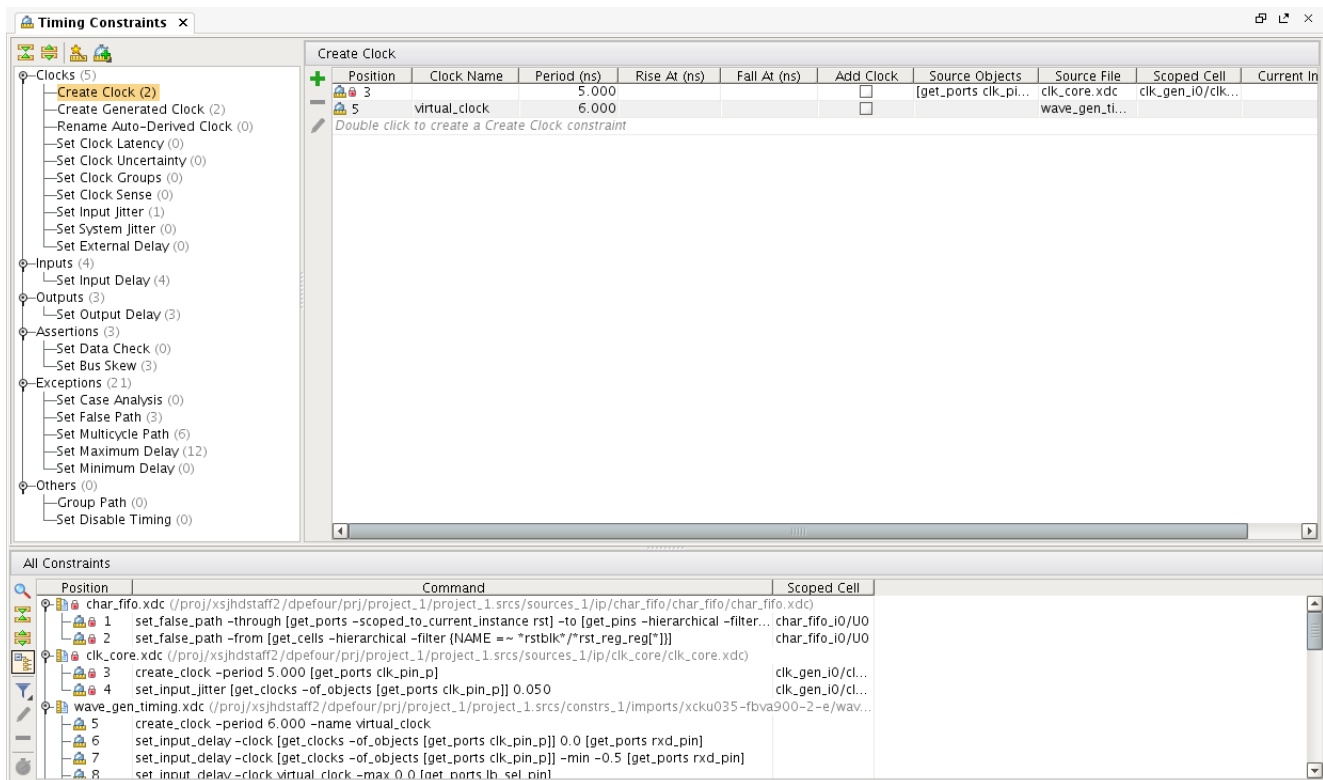 Timing Constraints ×
Create Clock
Clocks (5)
Create Clock (2)
Create Generated Clock (2)
Rename Auto-Derived Clock (0)
Set Clock Latency (0)
Set Clock Uncertainty (0)
Set Clock Groups (0)
Set Clock Sense (0)
Set Input Jitter (1)
Set System Jitter (0)
Set External Delay (0)
Inputs (4)
Set Input Delay (4)
Outputs (3)
Set Output Delay (3)
Assertions (3)
Set Data Check (0)
Set Bus Skew (3)
Exceptions (21)
Set Case Analysis (0)
Set False Path (3)
Set Multicycle Path (6)
Set Maximum Delay (12)
Set Minimum Delay (0)
Others (0)
Group Path (0)
Set Disable Timing (0)
Position Clock Name Period (ns) Rise At (ns) Fall At (ns) Add Clock Source Objects Source File Scoped Cell Current In
3 5.000 [get_ports clk_pi... clk_core.xdc clk_gen_i0/clk...
5 virtual_clock 6.000 wave_gen_ti...
Double click to create a Create Clock constraint
All Constraints
Position Command Scoped Cell
char_fifo.xdc (/proj/xsjhdstaff2/dpefour/prj/project_1/project_1.srcs/sources_1/ip/char_fifo/char_fifo/char_fifo.xdc)
1 set_false_path -through [get_ports -scoped_to_current_instance rst] -to [get_pins -hierarchical -filter... char_fifo_i0/U0
2 set_false_path -from [get_cells -hierarchical -filter {NAME =~ *rstblk*/*rst_reg_reg[*]}] char_fifo_i0/U0
clk_core.xdc (/proj/xsjhdstaff2/dpefour/prj/project_1/project_1.srcs/sources_1/ip/clk_core/clk_core.xdc)
3 create_clock -period 5.000 [get_ports clk_pin_p] clk_gen_i0/cl...
4 set_input_jitter [get_clocks -of_objects [get_ports clk_pin_p]] 0.050 clk_gen_i0/cl...
wave_gen_timing.xdc (/proj/xsjhdstaff2/dpefour/prj/project_1/project_1.srcs/constrs_1/imports/xcku035-fbva900-2-e/wav...
5 create_clock -period 6.000 -name virtual_clock
6 set_input_delay -clock [get_clocks -of_objects [get_ports clk_pin_p]] 0.0 [get_ports rxd_pin]
7 set_input_delay -clock [get_clocks -of_objects [get_ports clk_pin_p]] -min -0.5 [get_ports rxd_pin]
8 set_input_delay -clock virtual_clock -max 0.0 [get_ports lb_sel_pin]